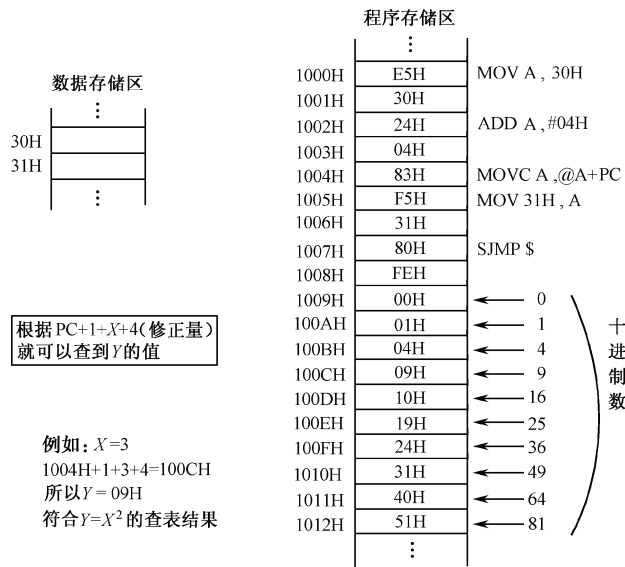 程序存储区
⋮
1000H E5H MOV A , 30H
1001H 30H
1002H 24H ADD A , #04H
1003H 04H
1004H 83H MOVC A ,@A+PC
1005H F5H MOV 31H , A
1006H 31H
1007H 80H SJMP $
1008H FEH
1009H 00H 0
100AH 01H 1
100BH 04H 4
100CH 09H 9
100DH 10H 16
100EH 19H 25
100FH 24H 36
1010H 31H 49
1011H 40H 64
1012H 51H 81
⋮
十进制数
数据存储区
⋮
30H
31H
⋮
根据 PC+1+X+4(修正量)
就可以查到Y的值
例如: X=3
1004H+1+3+4=100CH
所以Y = 09H
符合Y=X² 的查表结果